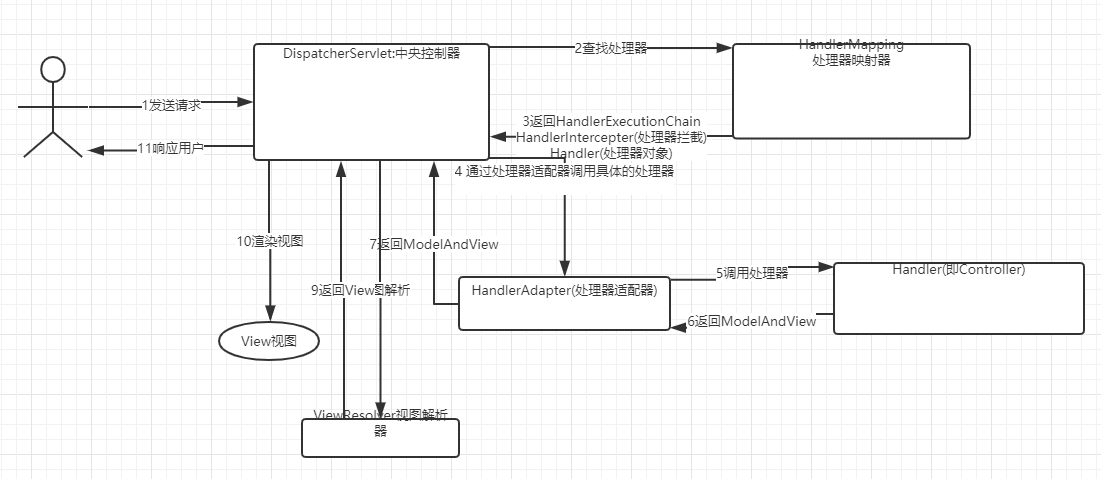 DispatcherServlet:中央控制器
2查找处理器
HandlerMapping
处理器映射器
1发送请求
3返回HandlerExecutionChain
HandlerIntercepter(处理器拦截)
Handler(处理器对象)
11响应用户
4 通过处理器适配器调用具体的处理器
10渲染视图
7返回ModelAndView
5调用处理器
Handler(即Controller)
9返回View图解析
HandlerAdapter(处理器适配器)
6返回ModelAndView
View视图
ViewResolver视图解析
器